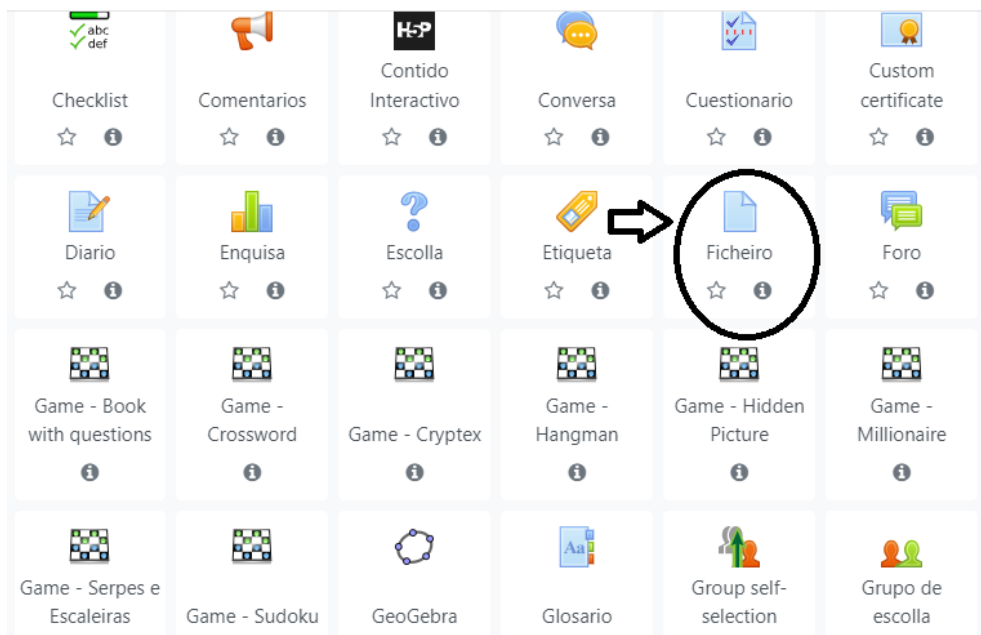 abc
def
H5P
Checklist
Comentarios
Contido
Interactivo
Conversa
Cuestionario
Custom
certificate
Diario
Enquisa
Escolla
Etiqueta
Ficheiro
Foro
Game - Book
with questions
Game -
Crossword
Game - Cryptex
Game -
Hangman
Game - Hidden
Picture
Game -
Millionaire
Game - Serpes e
Escaleiras
Game - Sudoku
GeoGebra
Aa
Glosario
Group self-
selection
Grupo de
escolla